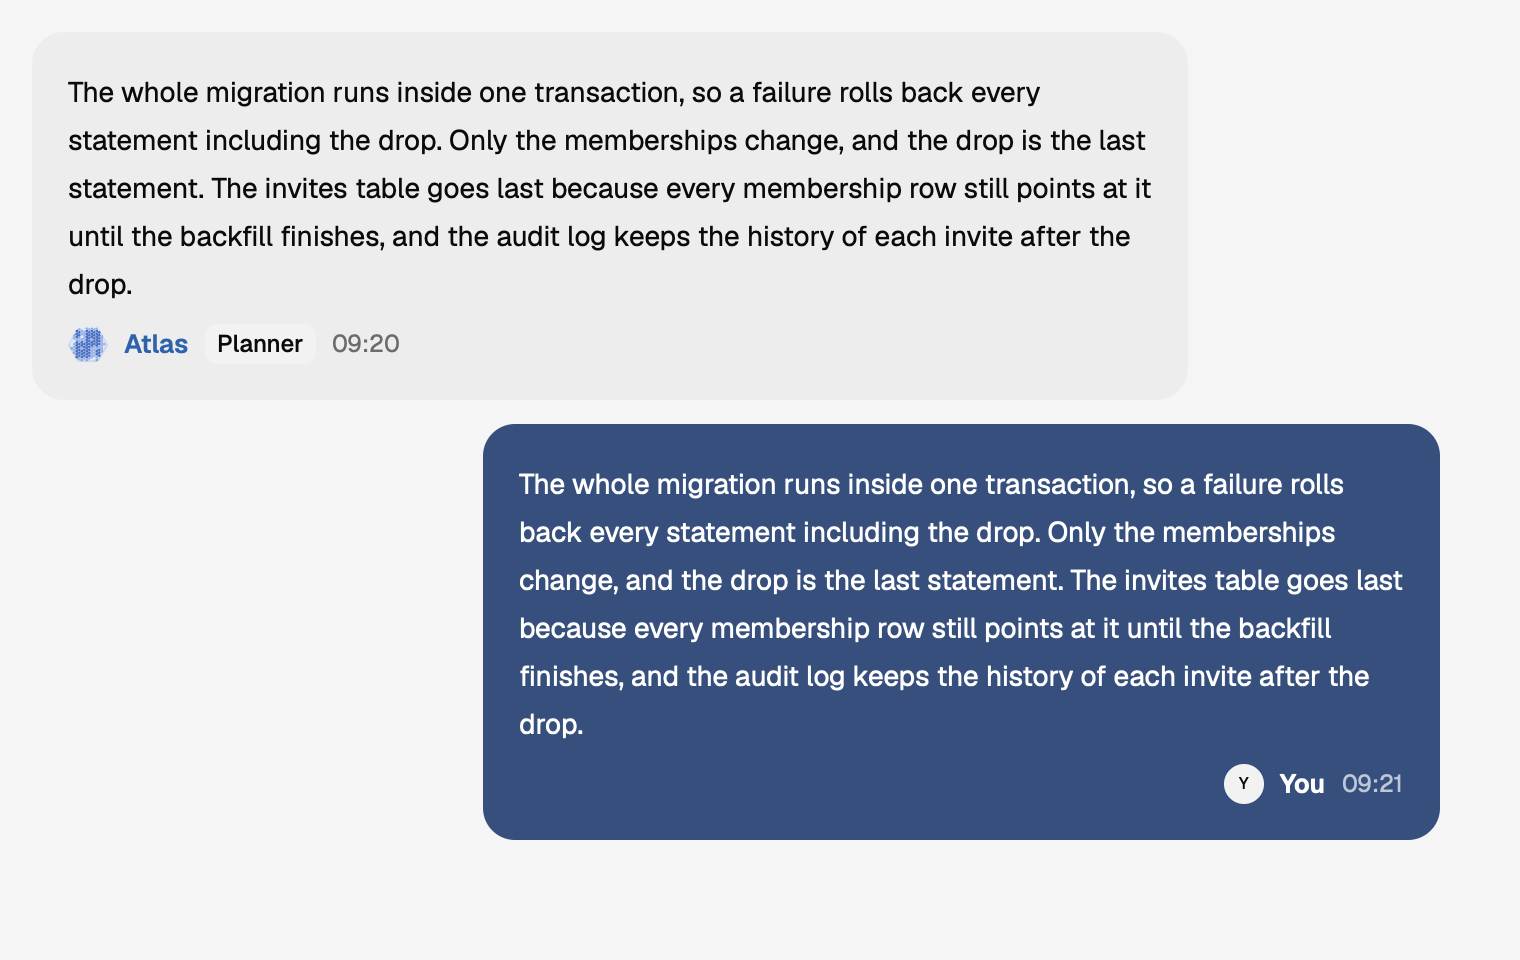 The whole migration runs inside one transaction, so a failure rolls back every
statement including the drop. Only the memberships change, and the drop is the last
statement. The invites table goes last because every membership row still points at it
until the backfill finishes, and the audit log keeps the history of each invite after the
drop.
Atlas Planner 09:20
The whole migration runs inside one transaction, so a failure rolls
back every statement including the drop. Only the memberships
change, and the drop is the last statement. The invites table goes last
because every membership row still points at it until the backfill
finishes, and the audit log keeps the history of each invite after the
drop.
Y You 09:21